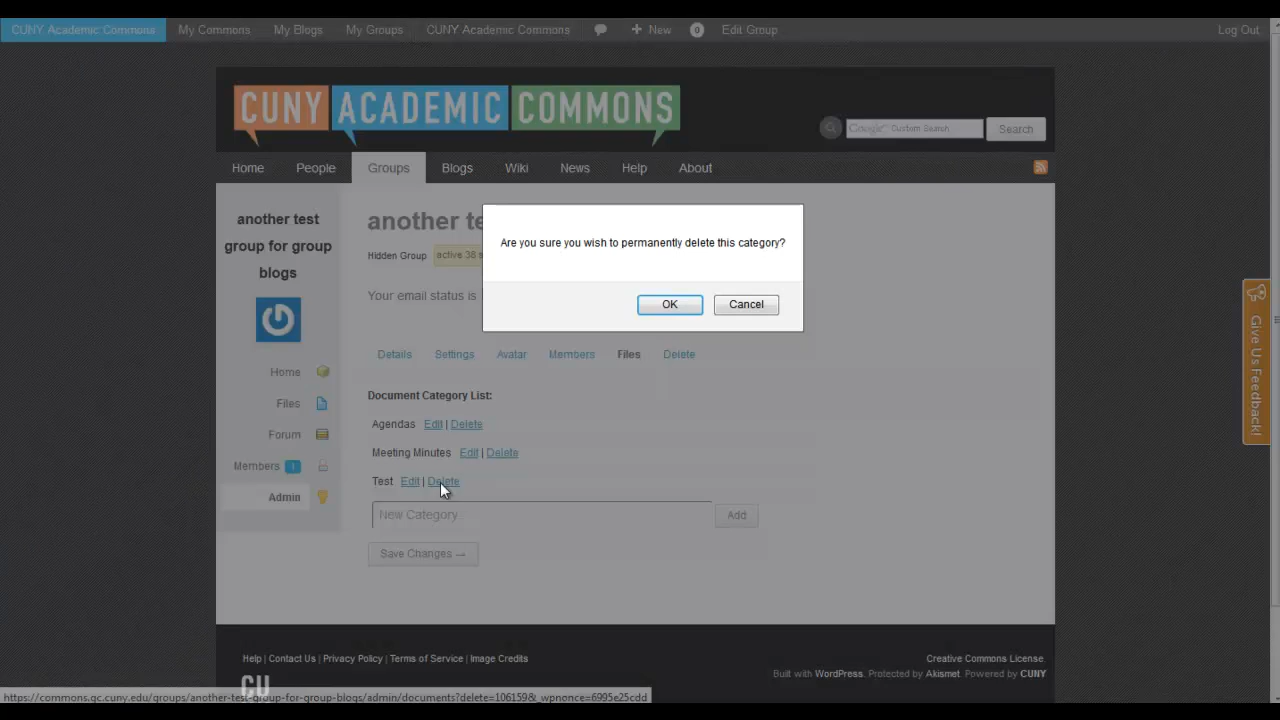 CUNY Academic Commons My Commons My Blogs My Groups CUNY Academic Commons + New 0 Edit Group Log Out
CUNY ACADEMIC COMMONS
Google Custom Search Search
Home People Groups Blogs Wiki News Help About
another test
group for group
blogs
another te
Hidden Group active 38 s
Your email status is
Are you sure you wish to permanently delete this category?
OK Cancel
Details Settings Avatar Members Files Delete
Home
Files
Forum
Members 1
Admin
Document Category List:
Agendas Edit | Delete
Meeting Minutes Edit | Delete
Test Edit | Delete
New Category Add
Save Changes →
Give Us Feedback!
Help | Contact Us | Privacy Policy | Terms of Service | Image Credits
Creative Commons License.
Built with WordPress. Protected by Akismet. Powered by CUNY
CU
https://commons.gc.cuny.edu/groups/another-test-group-for-group-blogs/admin/documents?delete=106159&_wpnonce=6995e25cdd